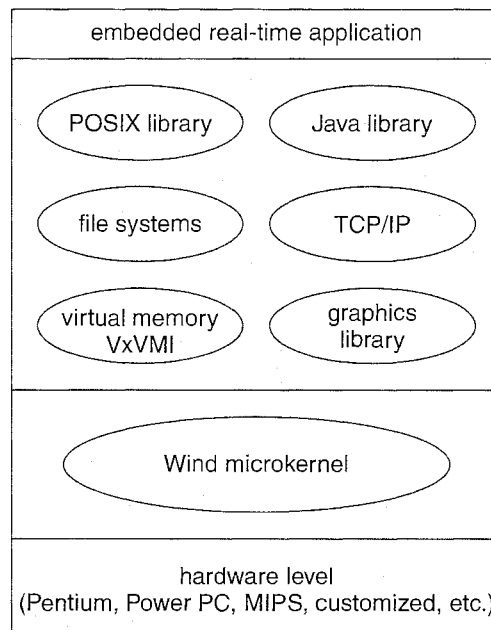 embedded real-time application
POSIX library
Java library
file systems
TCP/IP
virtual memory
VxVMI
graphics
library
Wind microkernel
hardware level
(Pentium, Power PC, MIPS, customized, etc.)